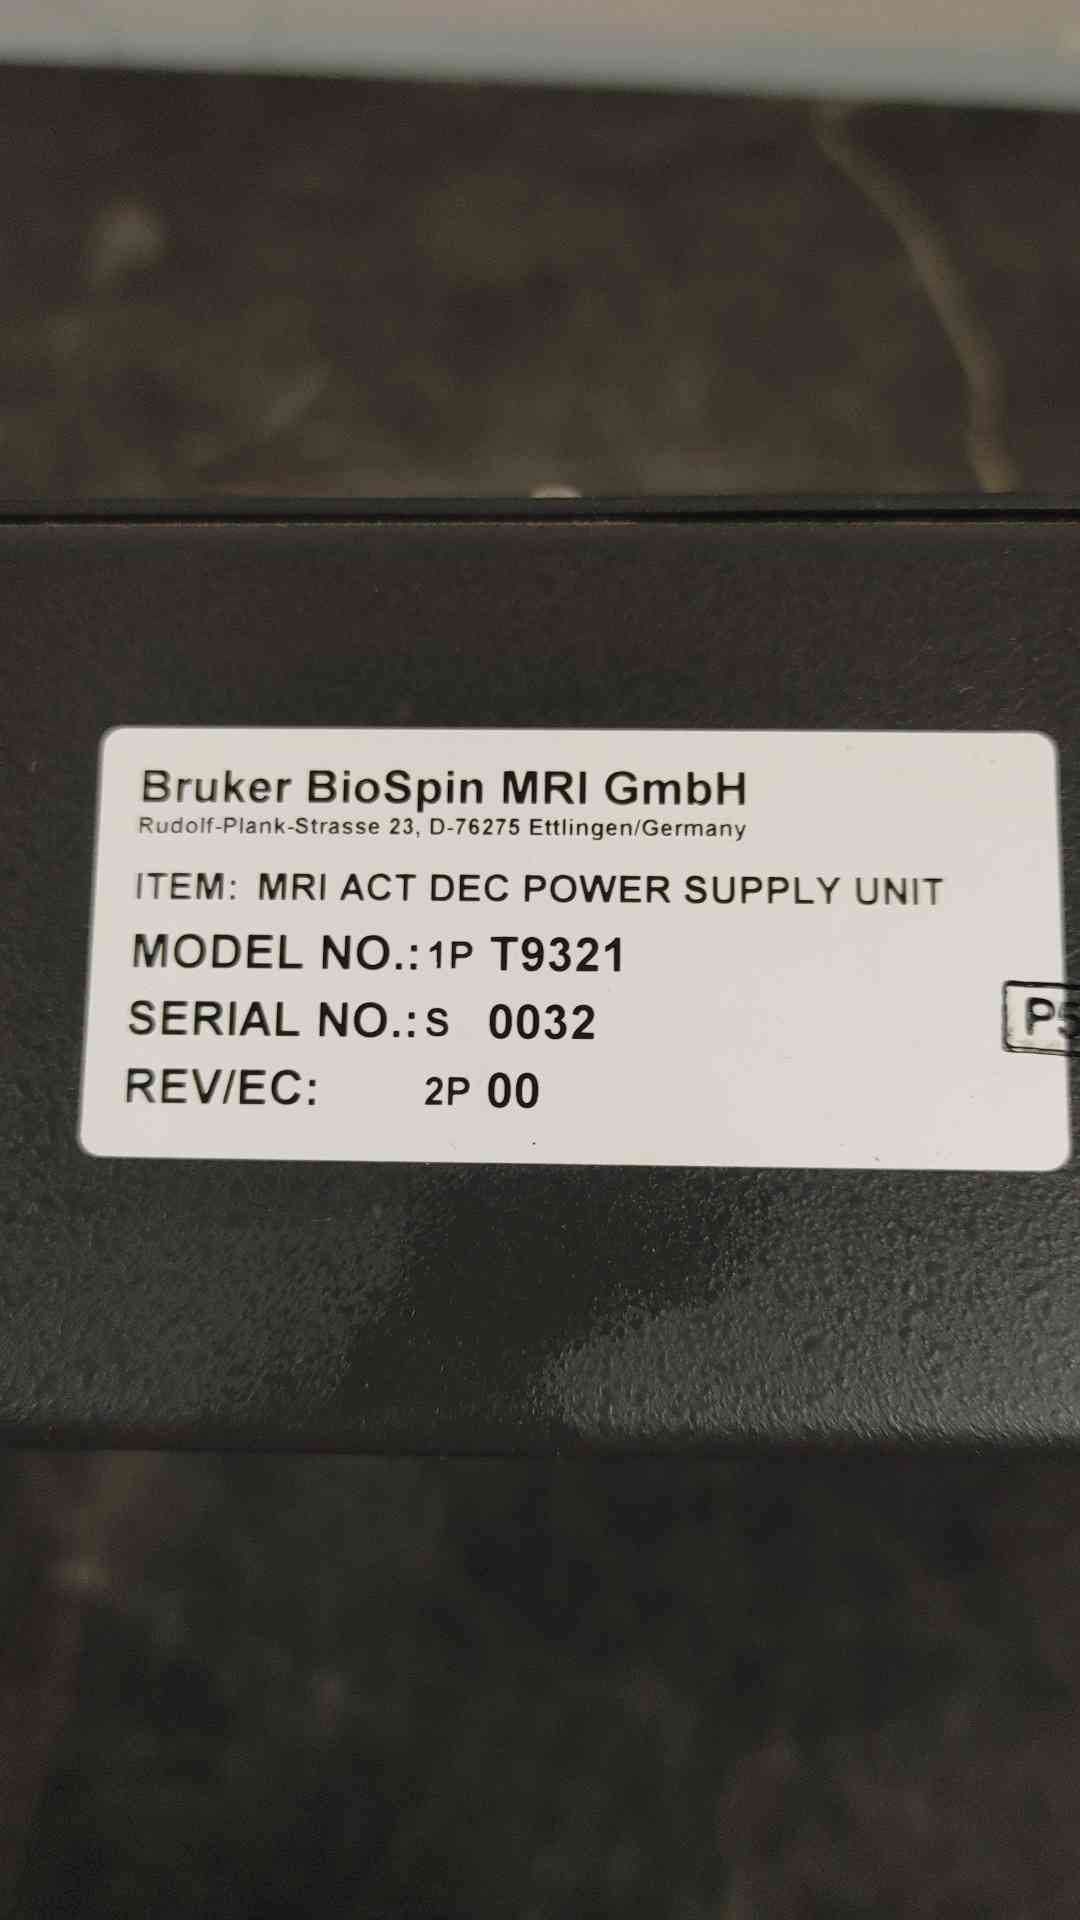 Bruker BioSpin MRI GmbH
Rudolf-Plank-Strasse 23, D-76275 Ettlingen/Germany
ITEM: MRI ACT DEC POWER SUPPLY UNIT
MODEL NO.: 1P T9321
SERIAL NO.: S 0032
REV/EC: 2P 00